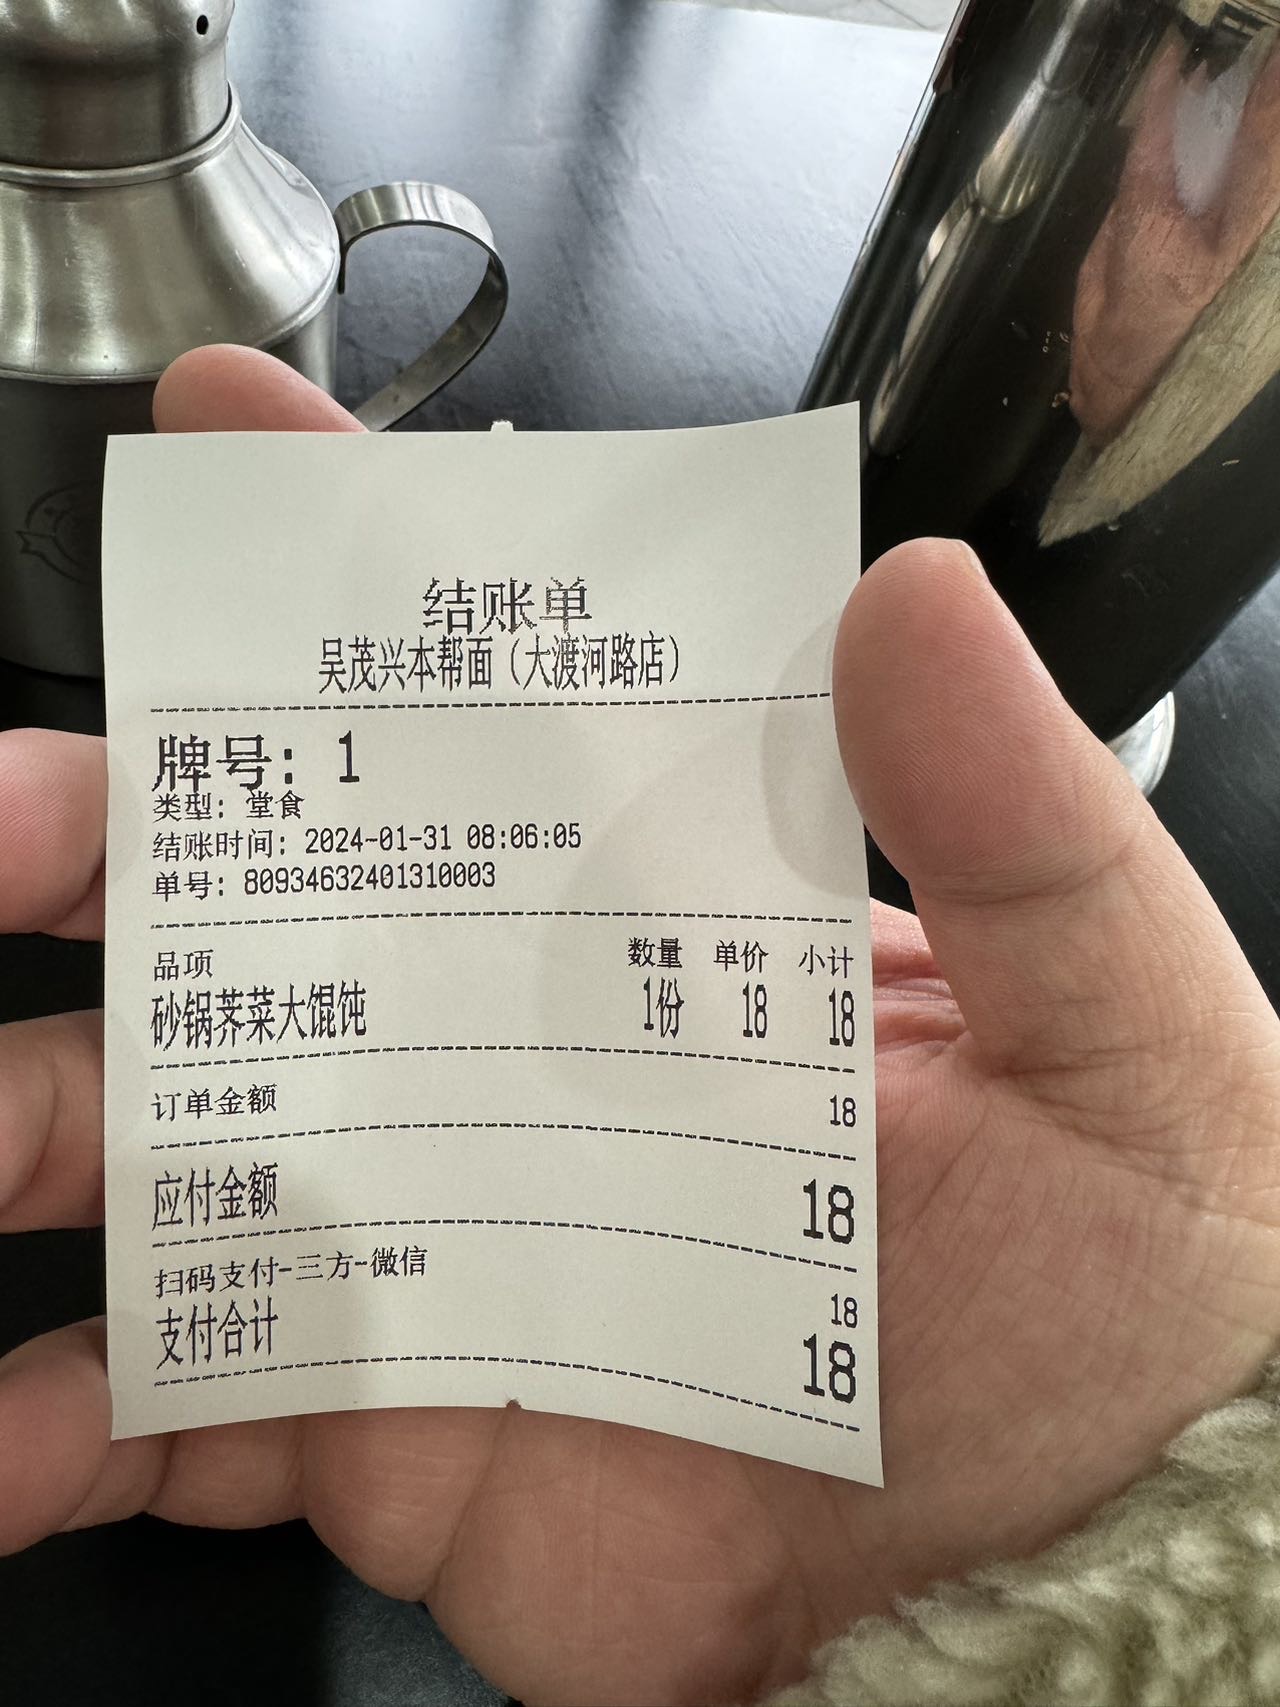 结账单
吴茂兴本帮面（大渡河路店）
牌号：1
类型：堂食
结账时间：2024-01-31 08:06:05
单号：80934632401310003
品项 数量 单价 小计
砂锅荠菜大馄饨 1份 18 18
订单金额 18
应付金额 18
扫码支付-三方-微信 18
支付合计 18